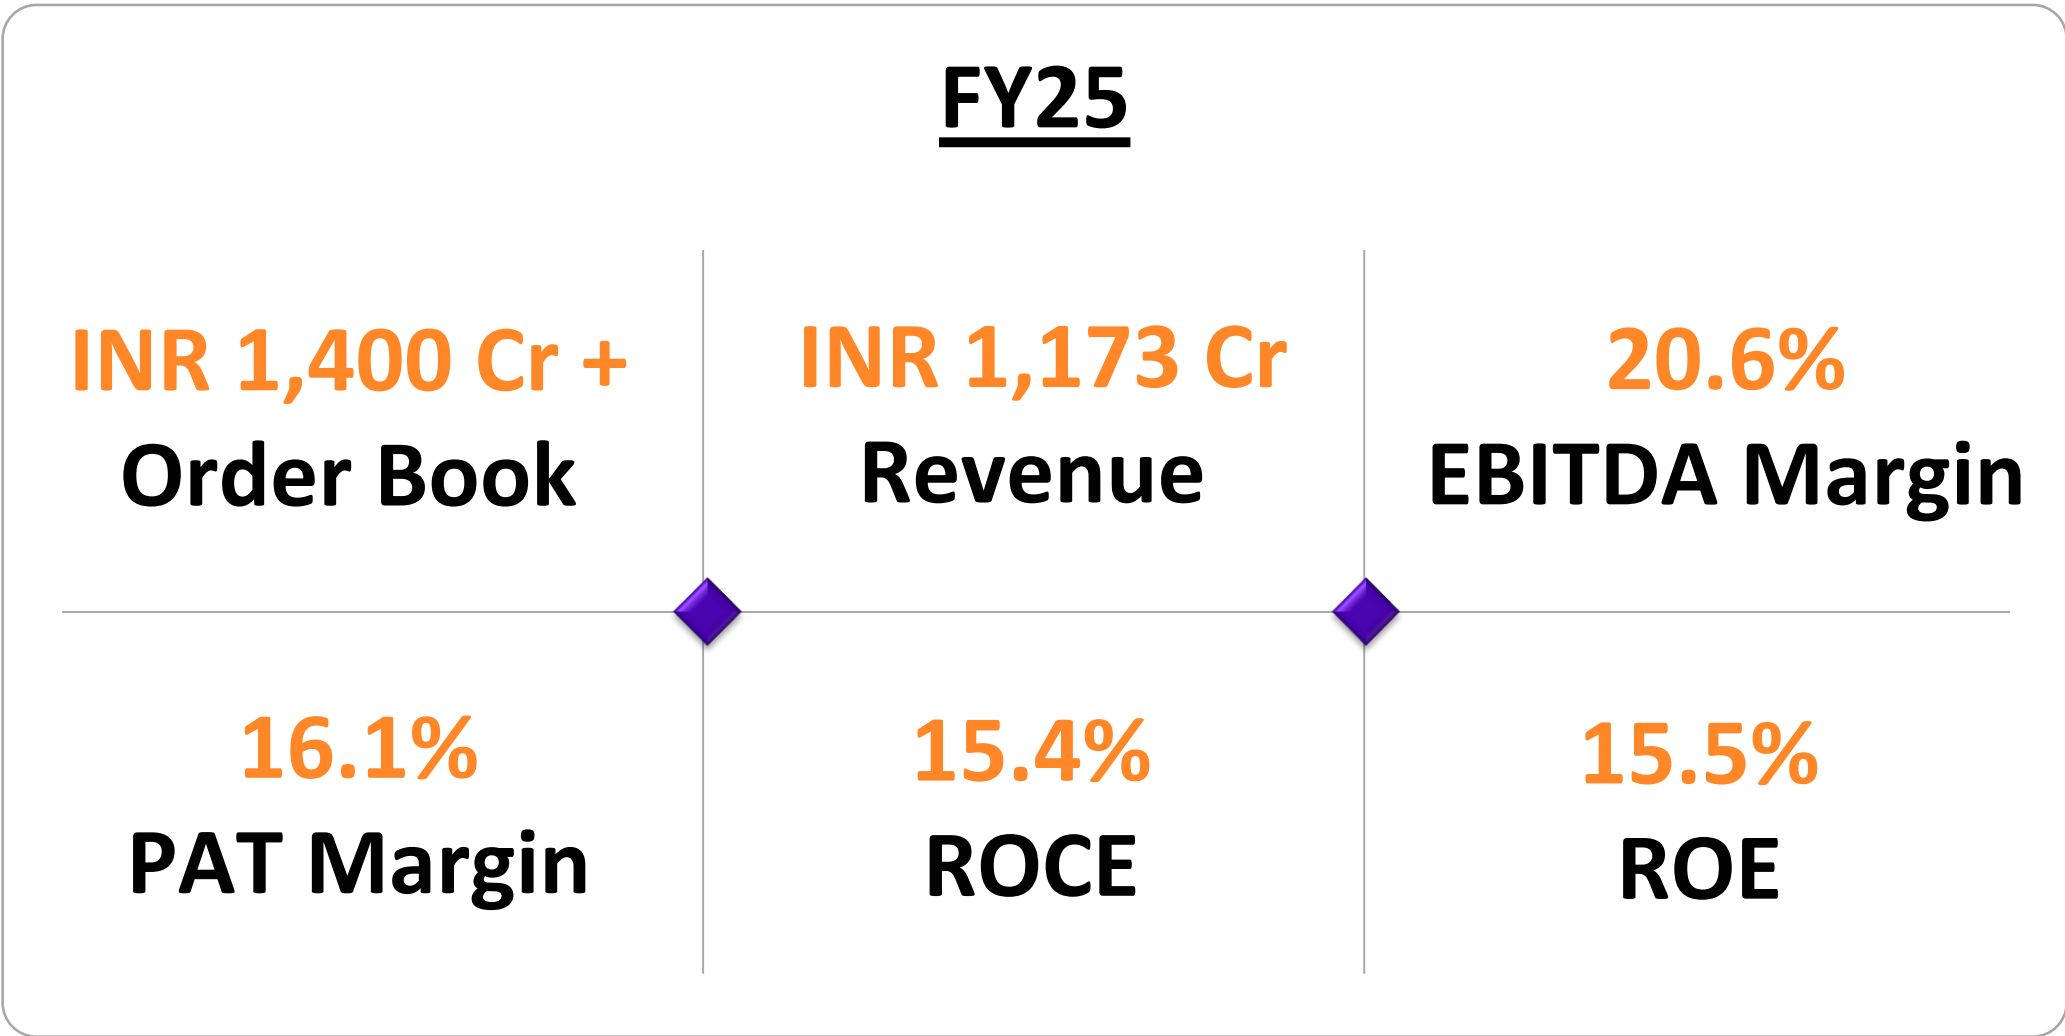 FY25
INR 1,400 Cr +
Order Book
INR 1,173 Cr
Revenue
20.6%
EBITDA Margin
16.1%
PAT Margin
15.4%
ROCE
15.5%
ROE